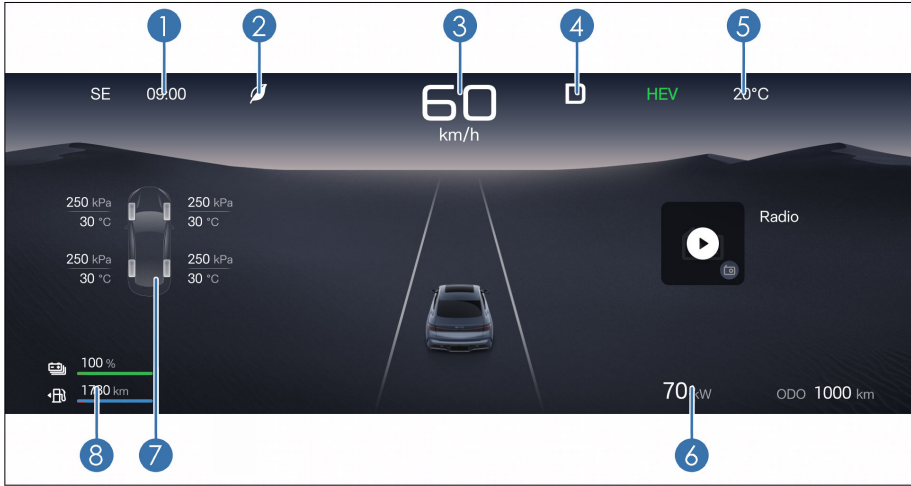 1 2 3 4 5
SE 09:00 60 D HEV 20°C
km/h
250 kPa 250 kPa
30 °C 30 °C
Radio
250 kPa 250 kPa
30 °C 30 °C
100 %
1780 km 70 kW ODO 1000 km
8 7 6